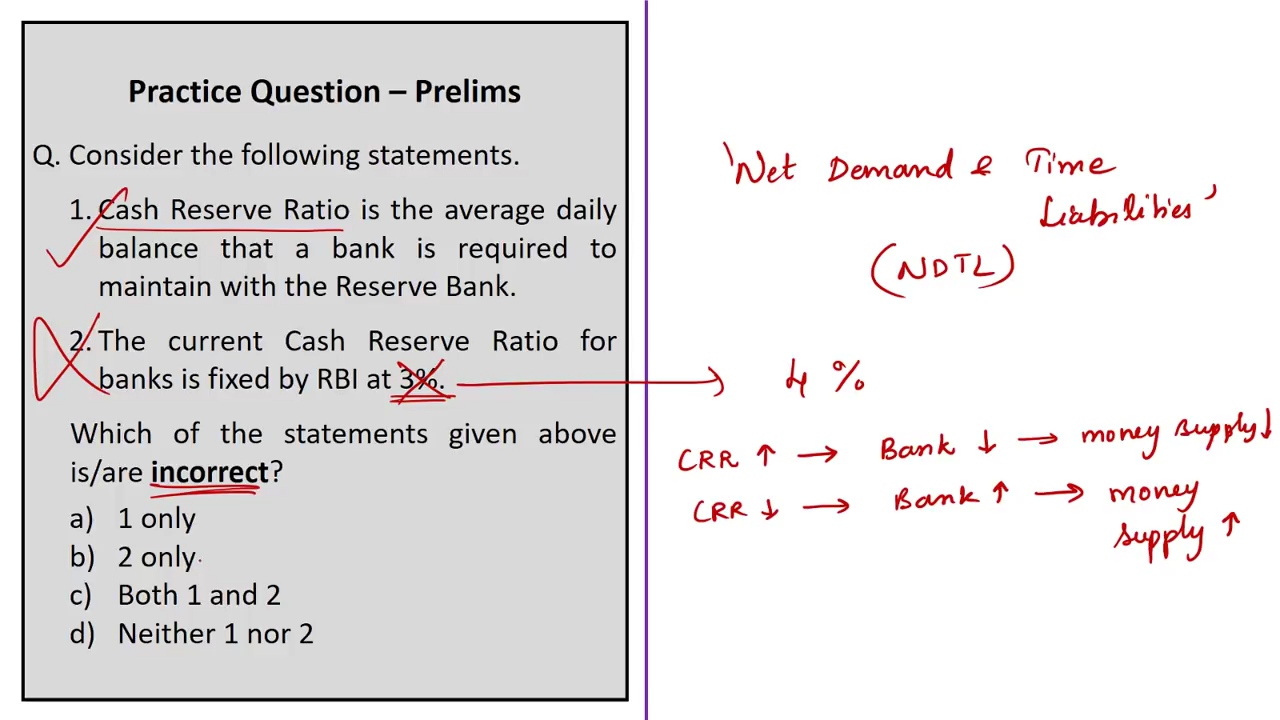 Practice Question – Prelims
Q. Consider the following statements.
1. Cash Reserve Ratio is the average daily
balance that a bank is required to
maintain with the Reserve Bank.
2. The current Cash Reserve Ratio for
banks is fixed by RBI at 3%.
Which of the statements given above
is/are incorrect?
a) 1 only
b) 2 only
c) Both 1 and 2
d) Neither 1 nor 2
'Net Demand & Time
Liabilities'
(NDTL)
4 %
CRR ↑ → Bank ↓ → money supply ↓
CRR ↓ → Bank ↑ → money
supply ↑